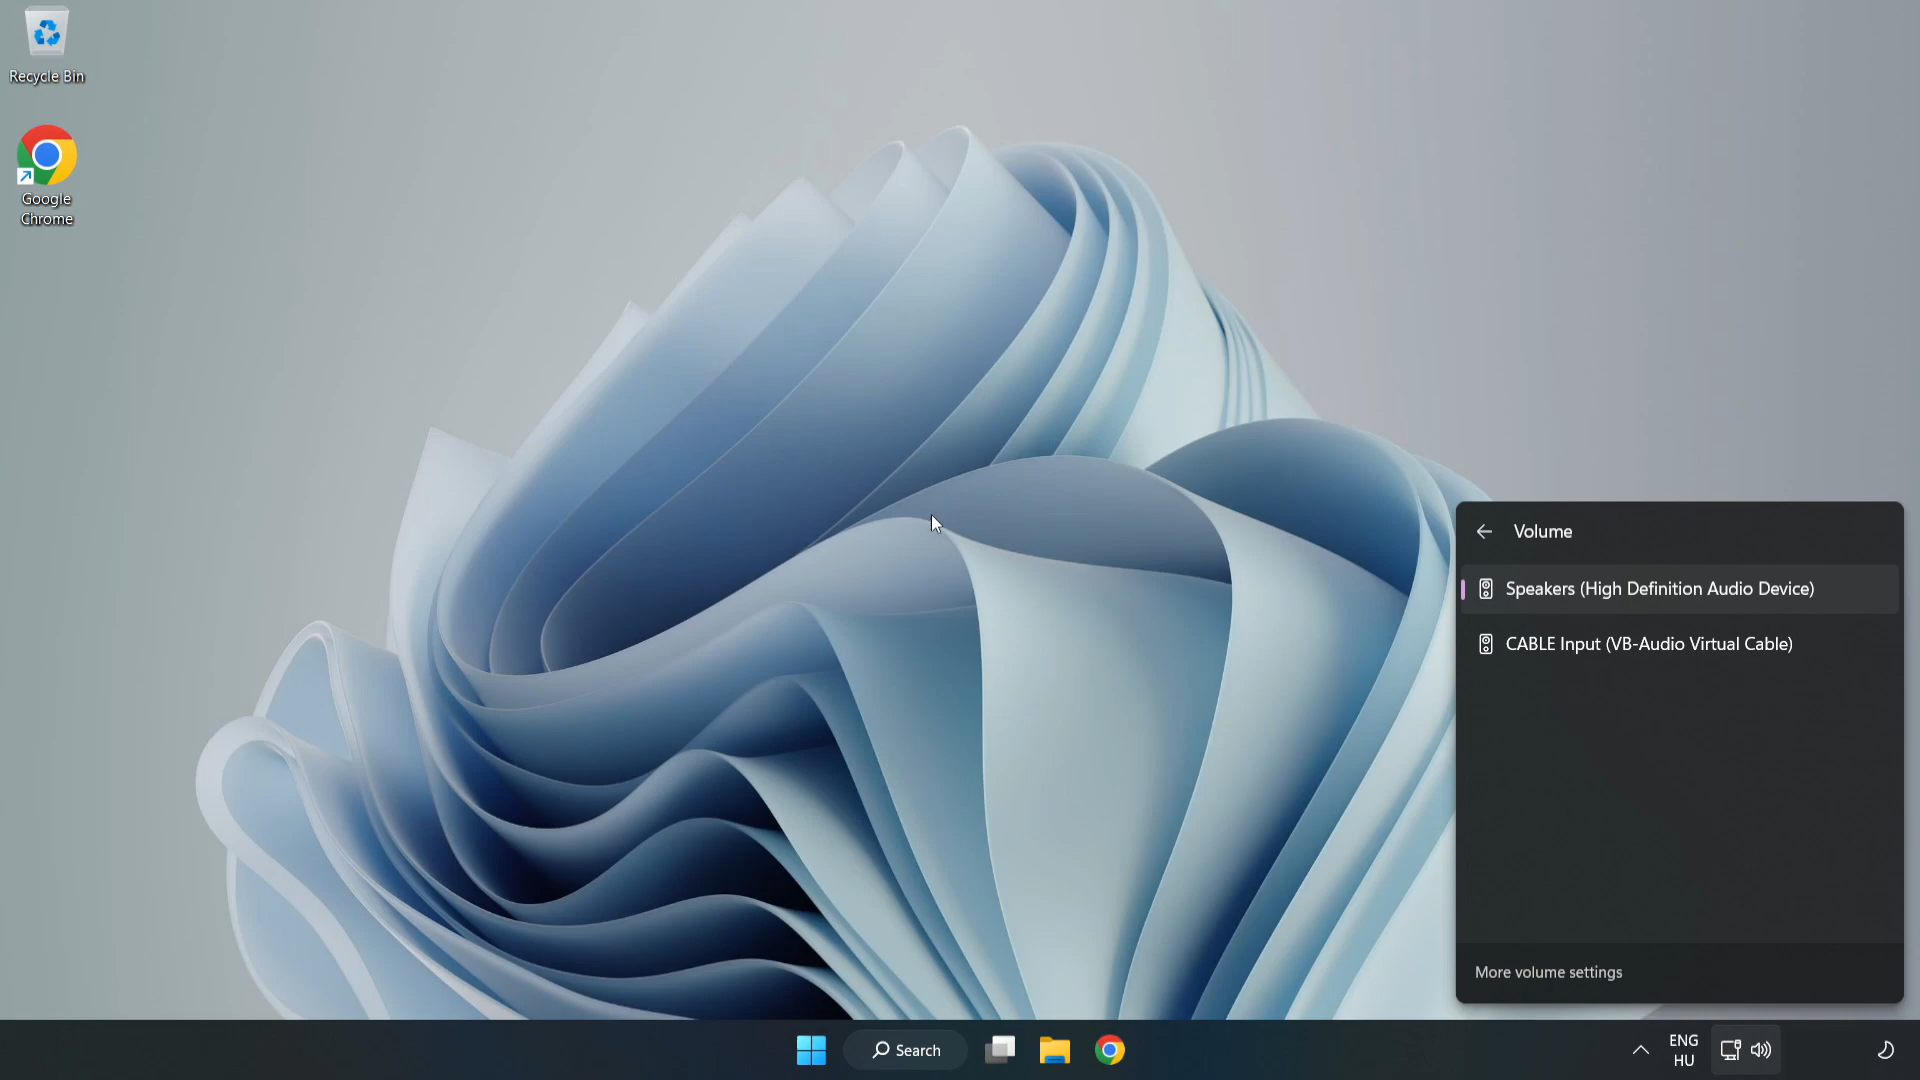 Recycle Bin
Google
Chrome
Volume
Speakers (High Definition Audio Device)
CABLE Input (VB-Audio Virtual Cable)
More volume settings
Search
ENG
HU